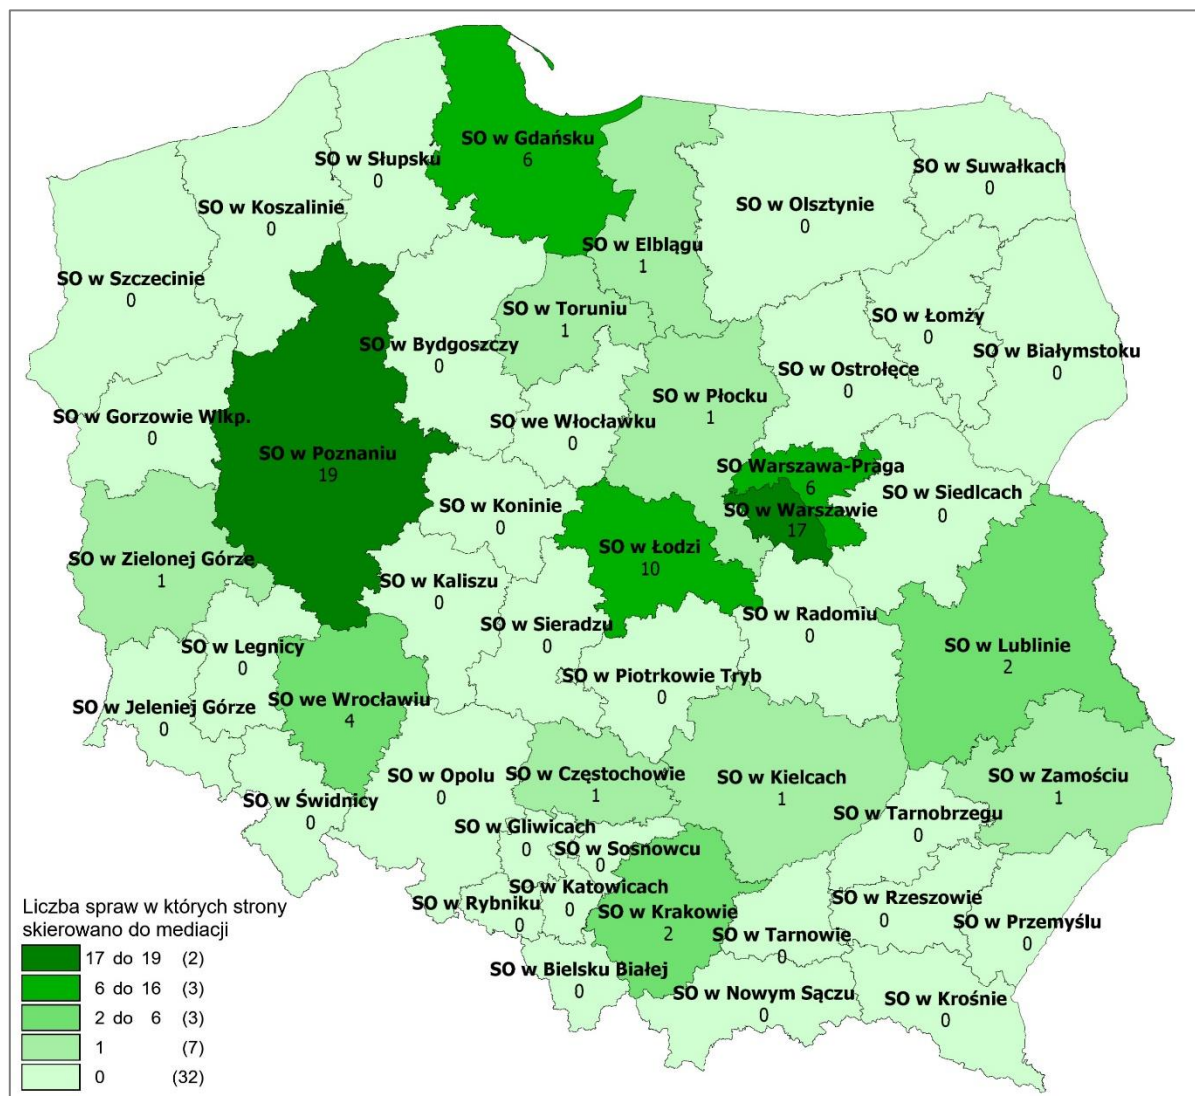 SO w Gdańsku
6
SO w Słupsku
0
SO w Suwałkach
0
SO w Koszalinie
0
SO w Olsztynie
0
SO w Elblągu
1
SO w Szczecinie
0
SO w Toruniu
1
SO w Łomży
0
SO w Bydgoszczy
0
SO w Białymstoku
0
SO w Ostrołęce
0
SO w Płocku
1
SO w Gorzowie Wlkp.
0
SO we Włocławku
0
SO w Poznaniu
19
SO Warszawa-Praga
6
SO w Siedlcach
0
SO w Koninie
0
SO w Warszawie
17
SO w Łodzi
10
SO w Zielonej Górze
1
SO w Kaliszu
0
SO w Radomiu
0
SO w Sieradzu
0
SO w Legnicy
0
SO w Lublinie
2
SO w Piotrkowie Tryb
0
SO we Wrocławiu
4
SO w Jeleniej Górze
0
SO w Opolu
0
SO w Częstochowie
1
SO w Kielcach
1
SO w Zamościu
1
SO w Świdnicy
0
SO w Tarnobrzegu
0
SO w Gliwicach
0
SO w Sosnowcu
0
SO w Katowicach
0
SO w Rybniku
0
SO w Krakowie
2
SO w Rzeszowie
0
SO w Przemyślu
0
SO w Tarnowie
0
SO w Bielsku Białej
0
SO w Nowym Sączu
0
SO w Krośnie
0
Liczba spraw w których strony
skierowano do mediacji
17 do 19 (2)
6 do 16 (3)
2 do 6 (3)
1 (7)
0 (32)